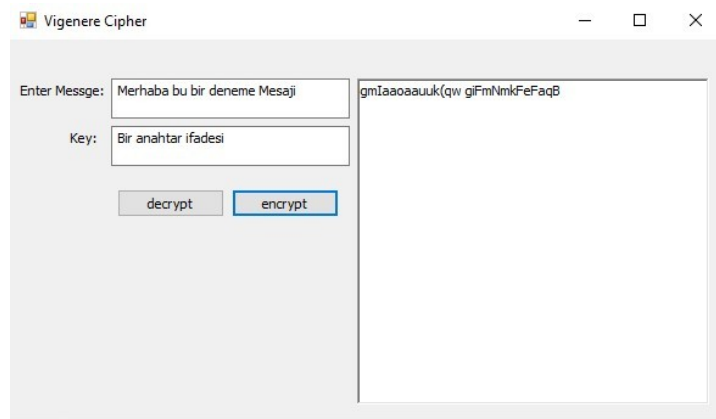 Vigenere Cipher
Enter Messge: Merhaba bu bir deneme Mesaji
gmIaaoaauuk(qw giFmNmkFeFaqB
Key: Bir anahtar ifadesi
decrypt encrypt